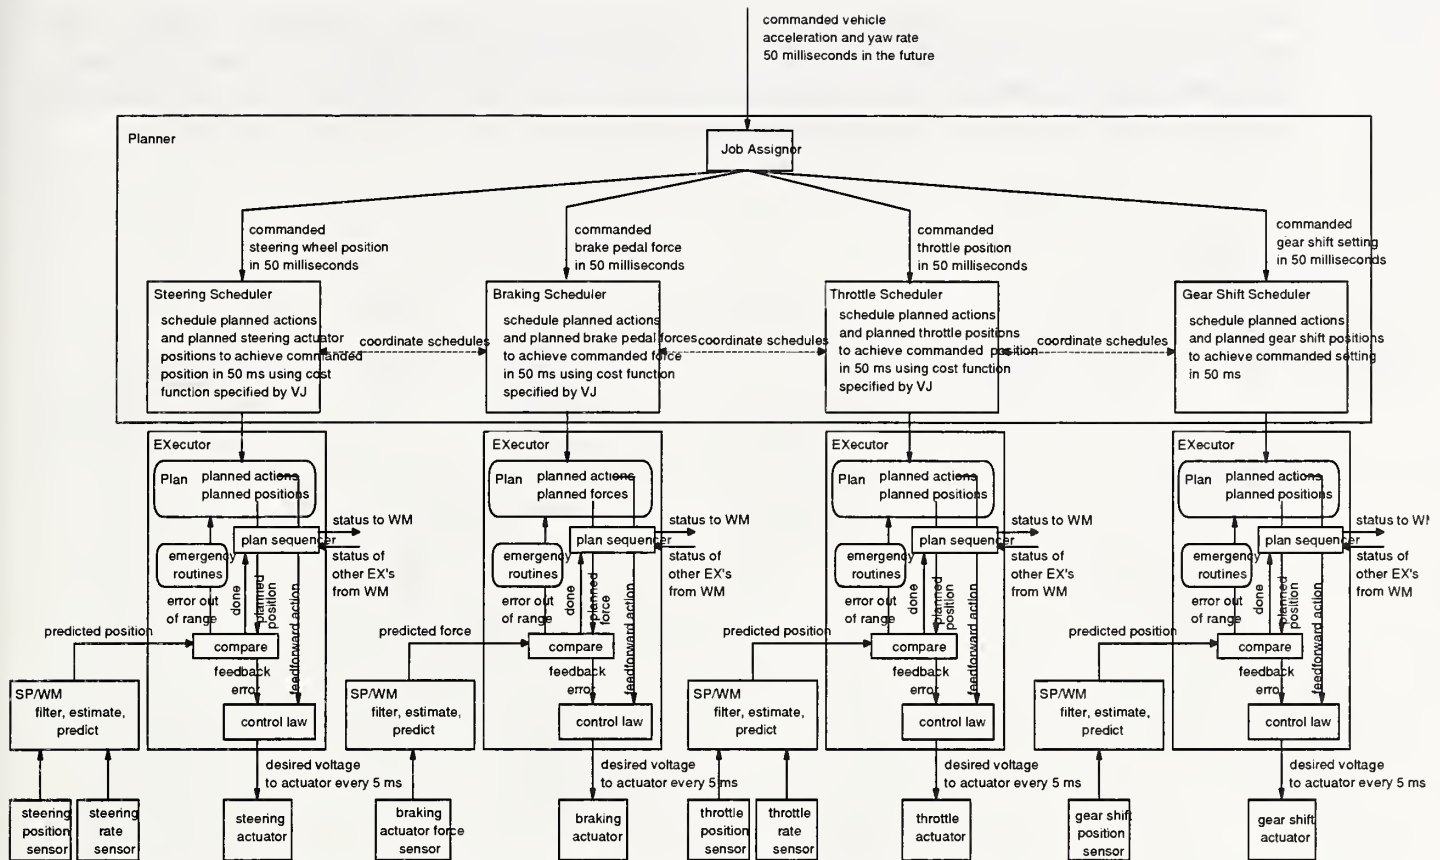 commanded vehicle
acceleration and yaw rate
50 milliseconds in the future
Planner
Job Assignor
commanded
steering wheel position
in 50 milliseconds
commanded
brake pedal force
in 50 milliseconds
commanded
throttle position
in 50 milliseconds
commanded
gear shift setting
in 50 milliseconds
Steering Scheduler
schedule planned actions
and planned steering actuator
positions to achieve commanded
position in 50 ms using cost
function specified by VJ
coordinate schedules
Braking Scheduler
schedule planned actions
and planned brake pedal forces
to achieve commanded force
in 50 ms using cost function
specified by VJ
coordinate schedules
Throttle Scheduler
schedule planned actions
and planned throttle positions
to achieve commanded position
in 50 ms using cost function
specified by VJ
coordinate schedules
Gear Shift Scheduler
schedule planned actions
and planned gear shift positions
to achieve commanded setting
in 50 ms
EXecutor
Plan
planned actions
planned positions
plan sequencer
status to WM
status of
other EX's
from WM
emergency
routines
error out
of range
done
planned
position
feedforward action
predicted position
compare
feedback
error
SP/WM
filter, estimate,
predict
control law
desired voltage
to actuator every 5 ms
steering
position
sensor
steering
rate
sensor
steering
actuator
EXecutor
Plan
planned actions
planned forces
plan sequencer
status to WM
status of
other EX's
from WM
emergency
routines
error out
of range
done
planned
force
feedforward action
predicted force
compare
feedback
error
SP/WM
filter, estimate,
predict
control law
desired voltage
to actuator every 5 ms
braking
actuator force
sensor
braking
actuator
EXecutor
Plan
planned actions
planned positions
plan sequencer
status to WM
status of
other EX's
from WM
emergency
routines
error out
of range
done
planned
position
feedforward action
predicted position
compare
feedback
error
SP/WM
filter, estimate,
predict
control law
desired voltage
to actuator every 5 ms
throttle
position
sensor
throttle
rate
sensor
throttle
actuator
EXecutor
Plan
planned actions
planned positions
plan sequencer
status to WM
status of
other EX's
from WM
emergency
routines
error out
of range
done
planned
position
feedforward action
predicted position
compare
feedback
error
SP/WM
filter, estimate,
predict
control law
desired voltage
to actuator every 5 ms
gear shift
position
sensor
gear shift
actuator